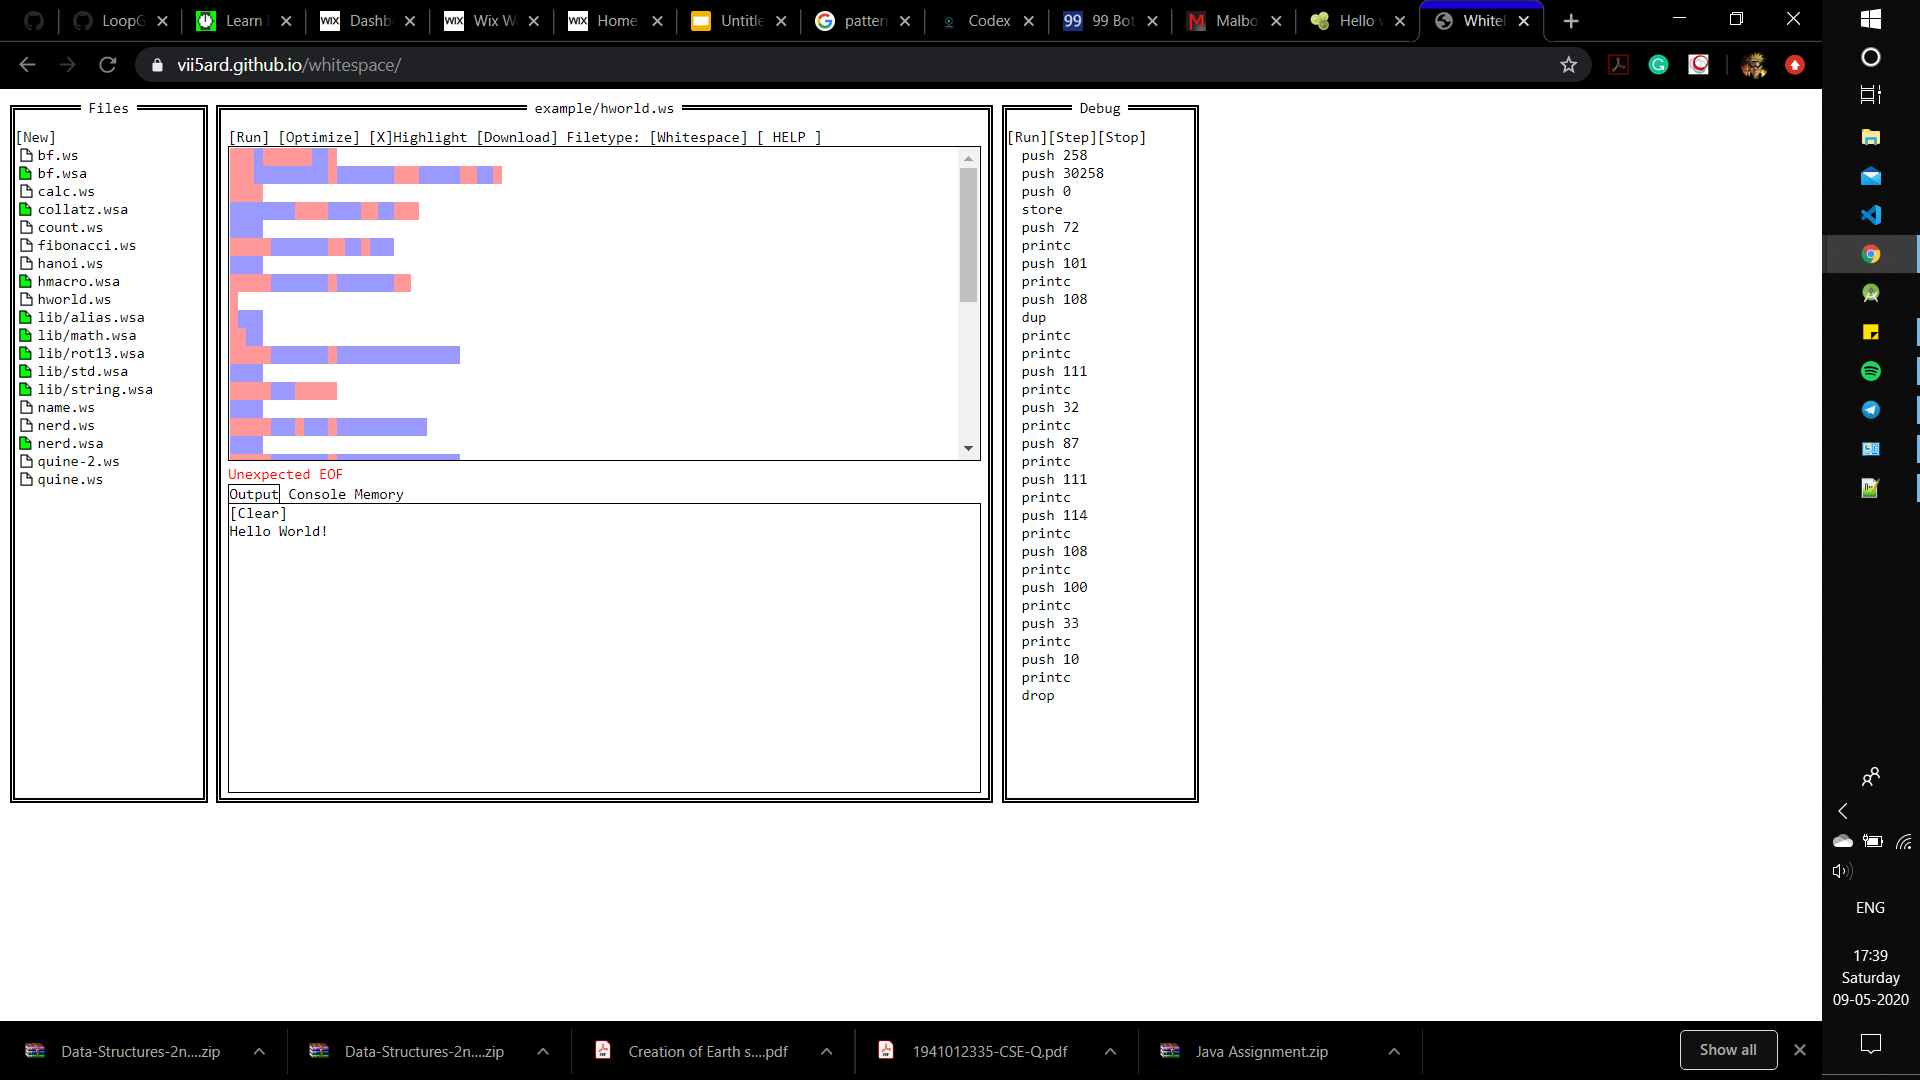 LoopG
Learn
Dashb
WIX
Wix W
WIX
Home
WIX
Untitle
patter
Codex
99
99 Bot
Malbo
Hello
Whitel
vii5ard.github.io/whitespace/
Files
[New]
bf.ws
bf.wsa
calc.ws
collatz.wsa
count.ws
fibonacci.ws
hanoi.ws
hmacro.wsa
hworld.ws
lib/alias.wsa
lib/math.wsa
lib/rot13.wsa
lib/std.wsa
lib/string.wsa
name.ws
nerd.ws
nerd.wsa
quine-2.ws
quine.ws
example/hworld.ws
[Run] [Optimize] [X]Highlight [Download] Filetype: [Whitespace] [ HELP ]
Unexpected EOF
Output Console Memory
[Clear]
Hello World!
Debug
[Run][Step][Stop]
push 258
push 30258
push 0
store
push 72
printc
push 101
printc
push 108
dup
printc
printc
push 111
printc
push 32
printc
push 87
printc
push 111
printc
push 114
printc
push 108
printc
push 100
printc
push 33
printc
push 10
printc
drop
ENG
17:39
Saturday
09-05-2020
Data-Structures-2n....zip
Data-Structures-2n....zip
Creation of Earth s....pdf
1941012335-CSE-Q.pdf
Java Assignment.zip
Show all